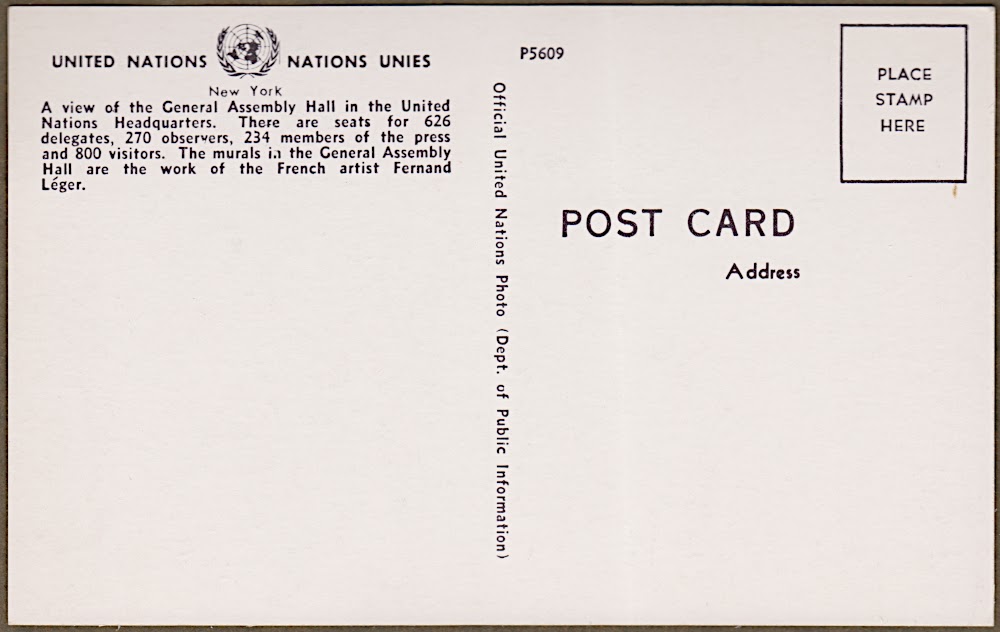 UNITED NATIONS NATIONS UNIES
New York
A view of the General Assembly Hall in the United
Nations Headquarters. There are seats for 626
delegates, 270 observers, 234 members of the press
and 800 visitors. The murals in the General Assembly
Hall are the work of the French artist Fernand
Léger.
Official United Nations Photo (Dept. of Public Information)
P5609
PLACE
STAMP
HERE
POST CARD
Address